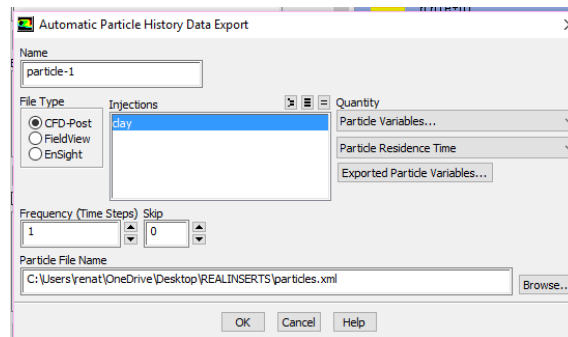 Automatic Particle History Data Export
Name
particle-1
File Type
CFD-Post
FieldView
EnSight
Injections
clay
Quantity
Particle Variables...
Particle Residence Time
Exported Particle Variables...
Frequency (Time Steps) Skip
1 0
Particle File Name
C:\Users\renat\OneDrive\Desktop\REALINSERTS\particles.xml
Browse...
OK Cancel Help